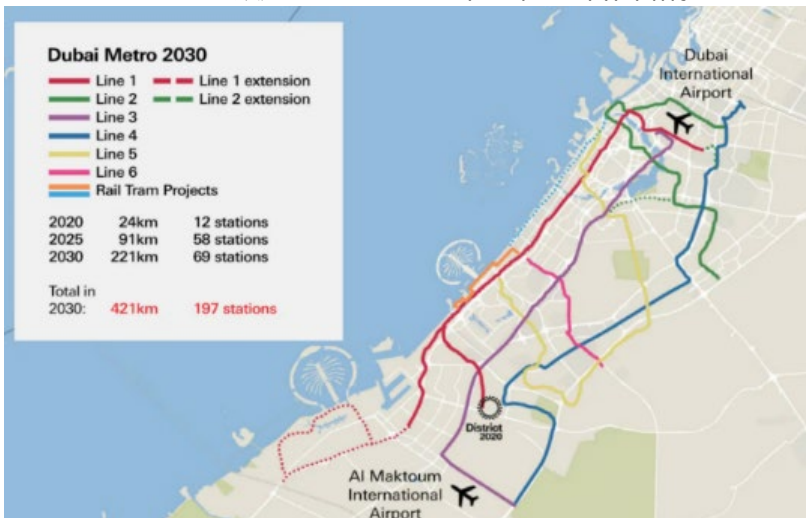 Dubai Metro 2030
Line 1
Line 1 extension
Line 2
Line 2 extension
Line 3
Line 4
Line 5
Line 6
Rail Tram Projects
2020 24km 12 stations
2025 91km 58 stations
2030 221km 69 stations
Total in
2030: 421km 197 stations
Dubai
International
Airport
District
2020
Al Maktoum
International
Airport